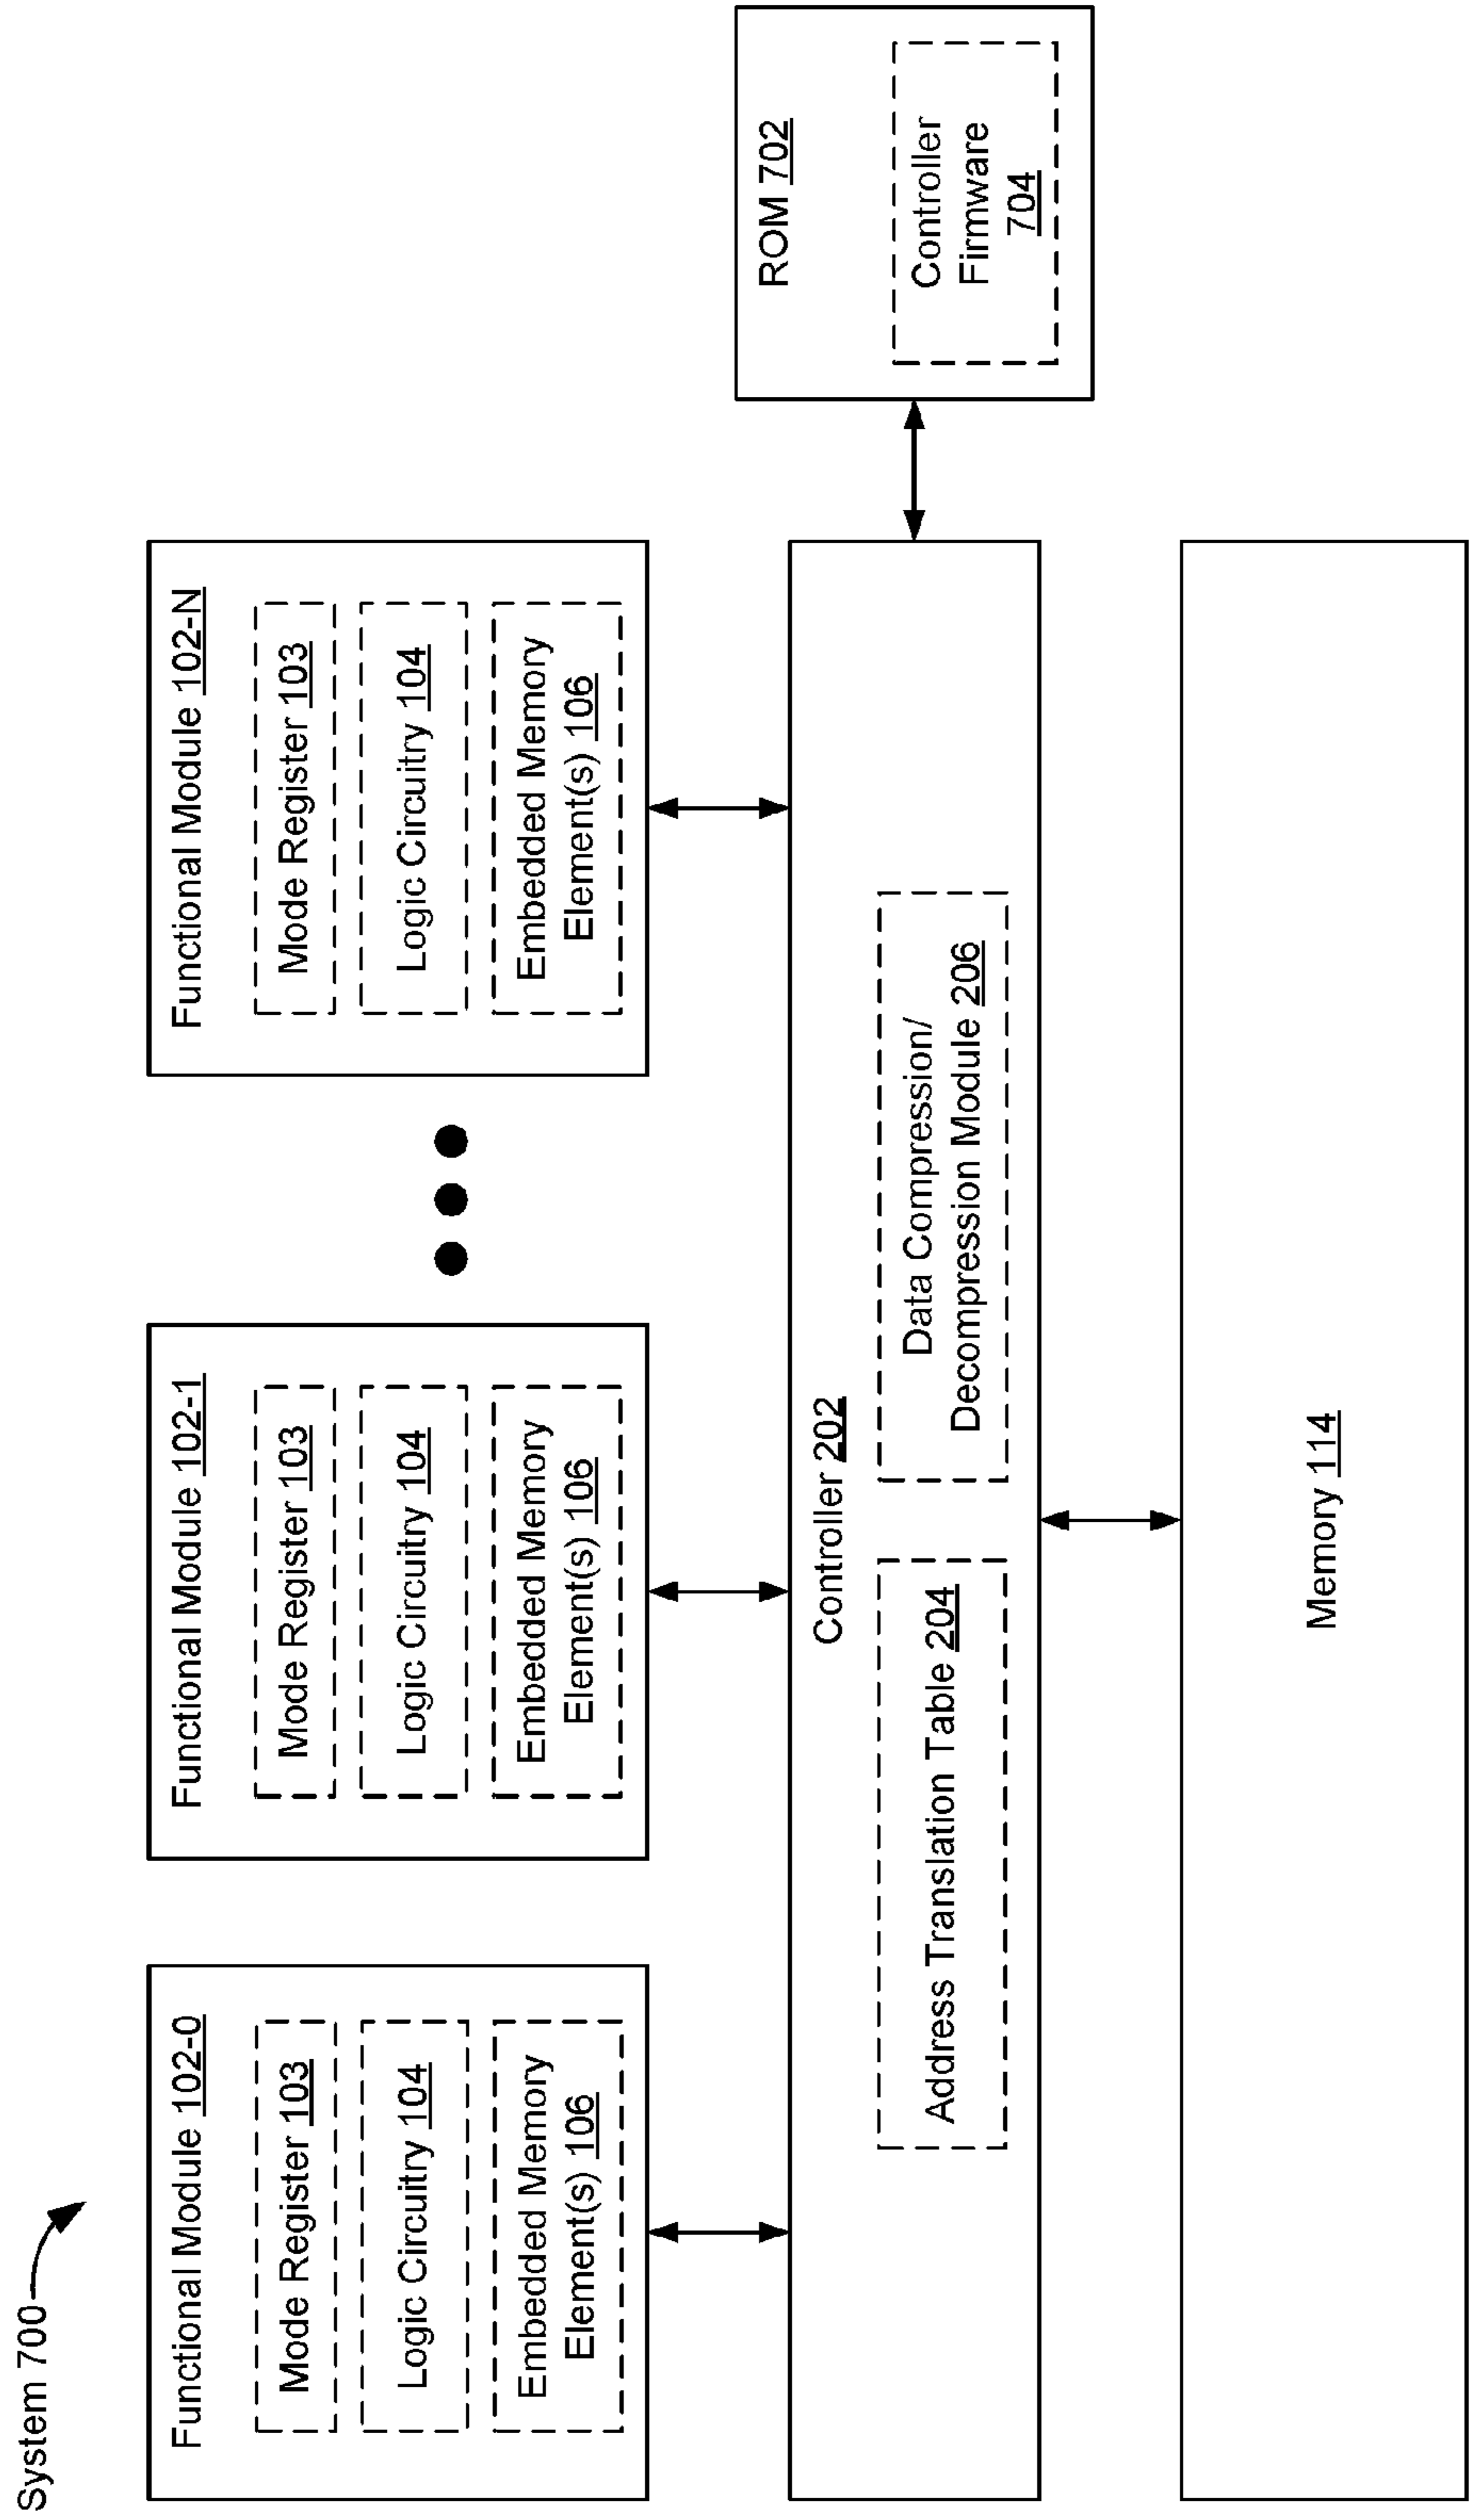 System 700
Functional Module 102-0
Mode Register 103
Logic Circuitry 104
Embedded Memory
Element(s) 106
Functional Module 102-1
Mode Register 103
Logic Circuitry 104
Embedded Memory
Element(s) 106
Functional Module 102-N
Mode Register 103
Logic Circuitry 104
Embedded Memory
Element(s) 106
Controller 202
Address Translation Table 204
Data Compression/
Decompression Module 206
ROM 702
Controller
Firmware
704
Memory 114